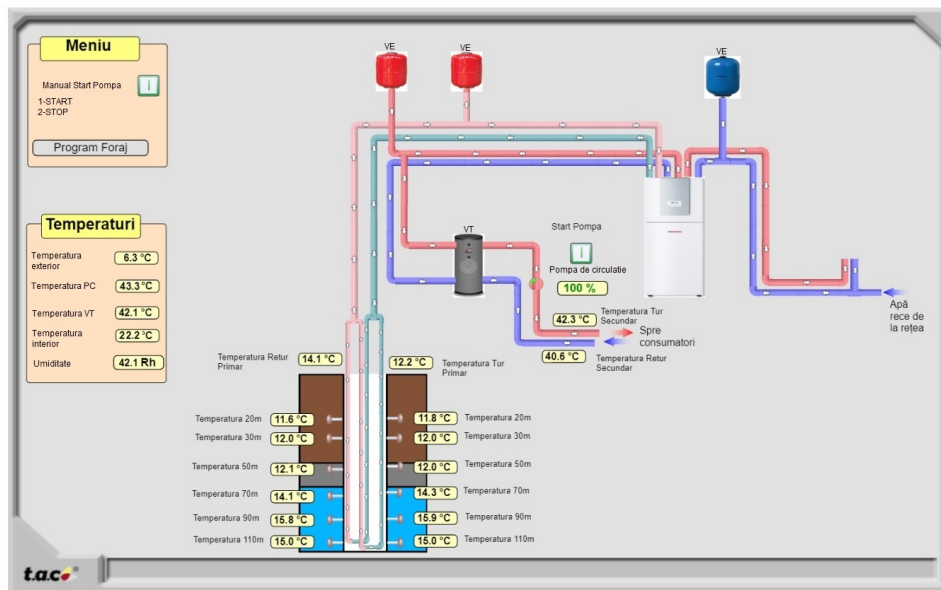 Meniu
Manual Start Pompa
1-START
2-STOP
Program Foraj
Temperaturi
Temperatura
exterior
6.3 °C
Temperatura PC
43.3°C
Temperatura VT
42.1 °C
Temperatura
interior
22.2 °C
Umiditate
42.1 Rh
VE
VE
VE
VT
Start Pompa
Pompa de circulatie
100 %
42.3 °C
Temperatura Tur
Secundar
Spre
consumatori
40.6 °C
Temperatura Retur
Secundar
Apă
rece de
la rețea
Temperatura Retur
Primar
14.1 °C
12.2 °C
Temperatura Tur
Primar
Temperatura 20m
11.6 °C
11.8 °C
Temperatura 20m
Temperatura 30m
12.0 °C
12.0 °C
Temperatura 30m
Temperatura 50m
12.1 °C
12.0 °C
Temperatura 50m
Temperatura 70m
14.1 °C
14.3 °C
Temperatura 70m
Temperatura 90m
15.8 °C
15.9 °C
Temperatura 90m
Temperatura 110m
15.0 °C
15.0 °C
Temperatura 110m
t.a.c